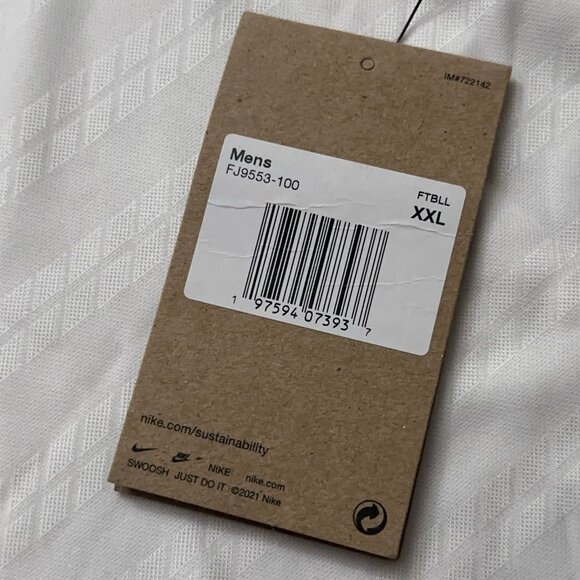 IM#722142
Mens
FJ9553-100
FTBLL
XXL
1 97594 07393 7
nike.com/sustainability
NIKE nike.com
SWOOSH JUST DO IT ©2021 Nike